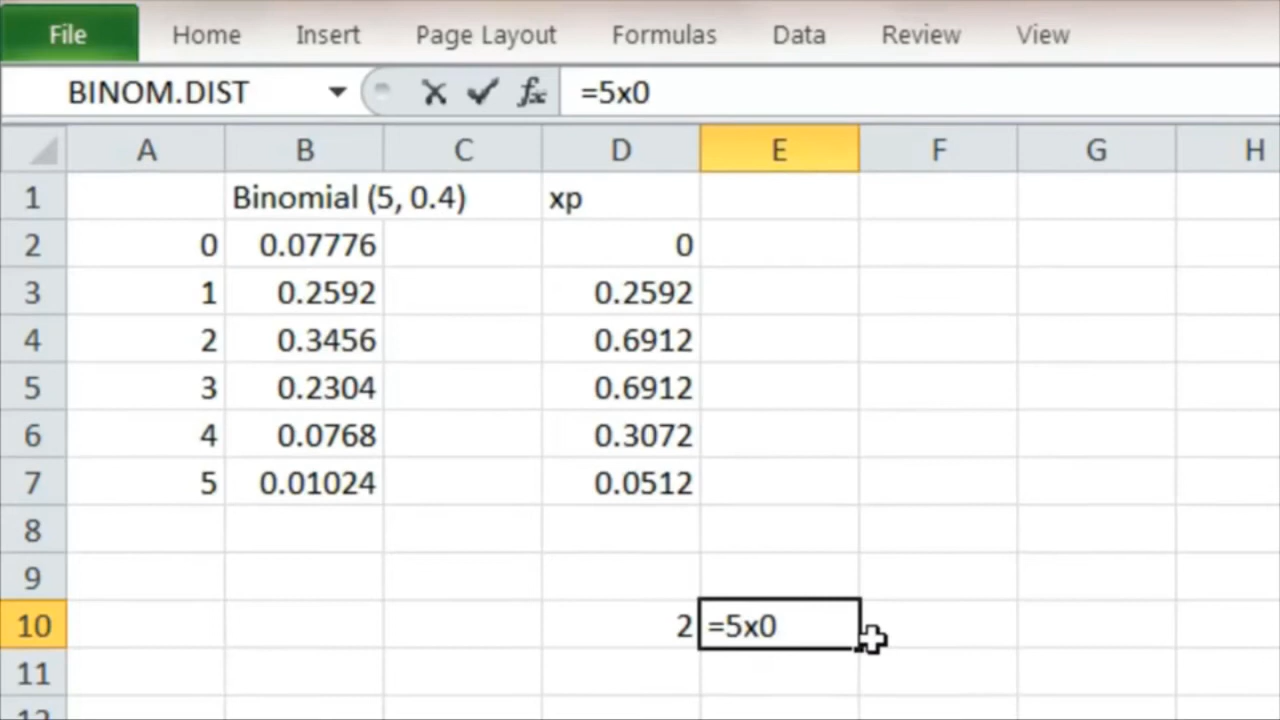 File Home Insert Page Layout Formulas Data Review View
BINOM.DIST fx =5x0
A B C D E F G H
1 Binomial (5, 0.4) xp
2 0 0.07776 0
3 1 0.2592 0.2592
4 2 0.3456 0.6912
5 3 0.2304 0.6912
6 4 0.0768 0.3072
7 5 0.01024 0.0512
8
9
10 2 =5x0
11
12